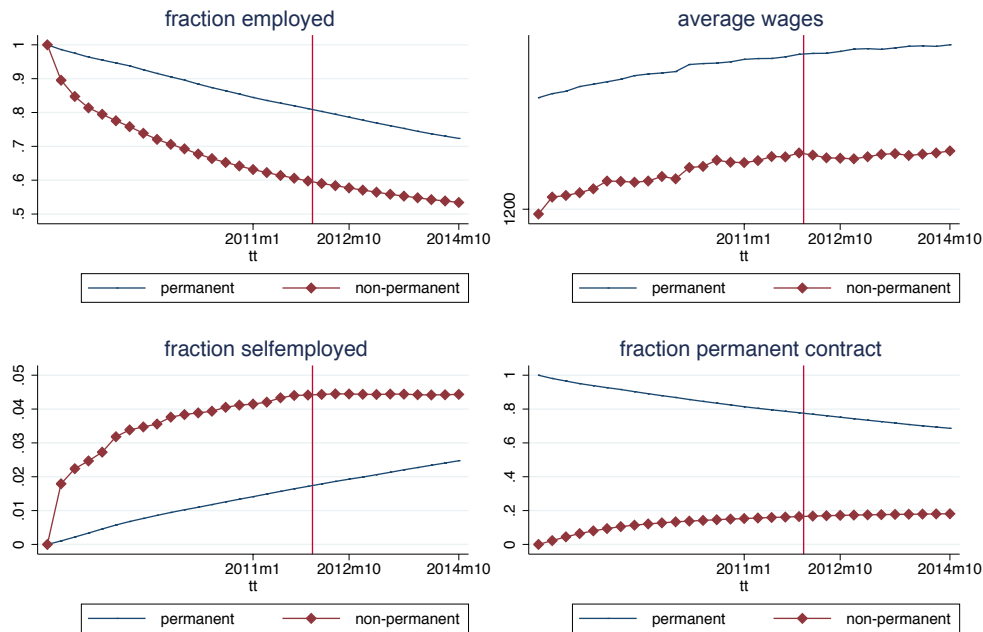 fraction employed
1
.9
.8
.7
.6
.5
2011m1 2012m10 2014m10
tt
permanent non-permanent
average wages
1200
2011m1 2012m10 2014m10
tt
permanent non-permanent
fraction selfemployed
.05
.04
.03
.02
.01
0
2011m1 2012m10 2014m10
tt
permanent non-permanent
fraction permanent contract
1
.8
.6
.4
.2
0
2011m1 2012m10 2014m10
tt
permanent non-permanent